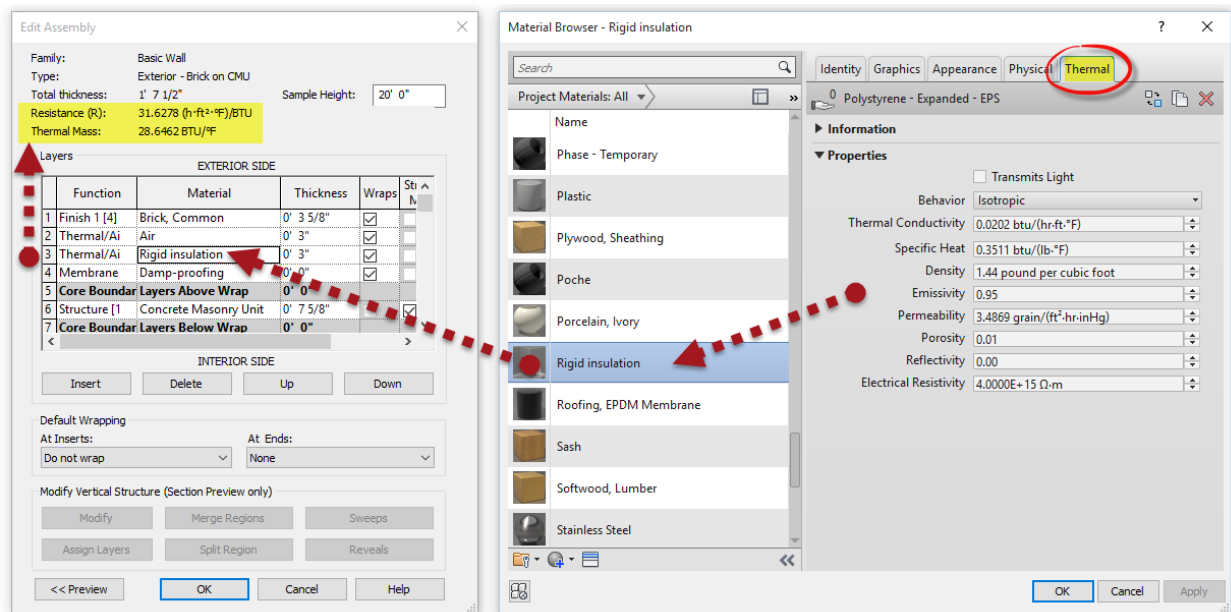 Edit Assembly
Family: Basic Wall
Type: Exterior - Brick on CMU
Total thickness: 1' 7 1/2" Sample Height: 20' 0"
Resistance (R): 31.6278 (h·ft²·°F)/BTU
Thermal Mass: 28.6462 BTU/°F
Layers
EXTERIOR SIDE
Function Material Thickness Wraps
1 Finish 1 [4] Brick, Common 0' 3 5/8"
2 Thermal/Ai Air 0' 3"
3 Thermal/Ai Rigid insulation 0' 3"
4 Membrane Damp-proofing 0' 0"
5 Core Boundar Layers Above Wrap 0' 0"
6 Structure [1 Concrete Masonry Unit 0' 7 5/8"
7 Core Boundar Layers Below Wrap 0' 0"
INTERIOR SIDE
Insert Delete Up Down
Default Wrapping
At Inserts: At Ends:
Do not wrap None
Modify Vertical Structure (Section Preview only)
Modify Merge Regions Sweeps
Assign Layers Split Region Reveals
<< Preview OK Cancel Help
Material Browser - Rigid insulation ?
Search
Project Materials: All »
Name
Phase - Temporary
Plastic
Plywood, Sheathing
Poche
Porcelain, Ivory
Rigid insulation
Roofing, EPDM Membrane
Sash
Softwood, Lumber
Stainless Steel
Identity Graphics Appearance Physical Thermal
0 Polystyrene - Expanded - EPS
Information
Properties
Transmits Light
Behavior Isotropic
Thermal Conductivity 0.0202 btu/(hr·ft·°F)
Specific Heat 0.3511 btu/(lb·°F)
Density 1.44 pound per cubic foot
Emissivity 0.95
Permeability 3.4869 grain/(ft²·hr·inHg)
Porosity 0.01
Reflectivity 0.00
Electrical Resistivity 4.0000E+15 Ω·m
OK Cancel Apply